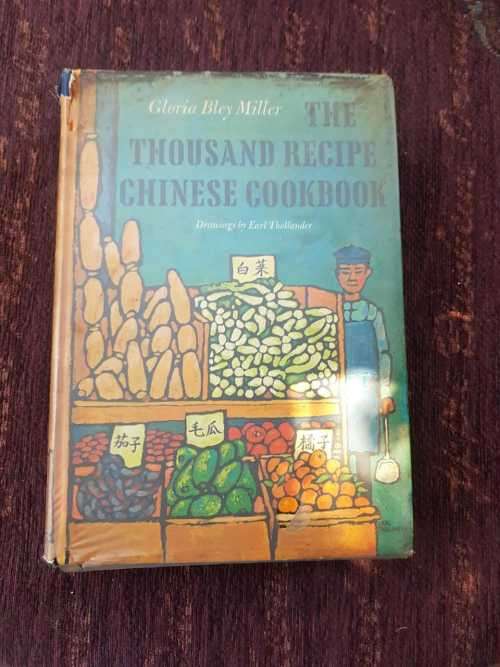 Gloria Bley Miller THE
THOUSAND RECIPE
CHINESE COOKBOOK
Drawings by Earl Thollander
白菜
茄子
毛瓜
橘子